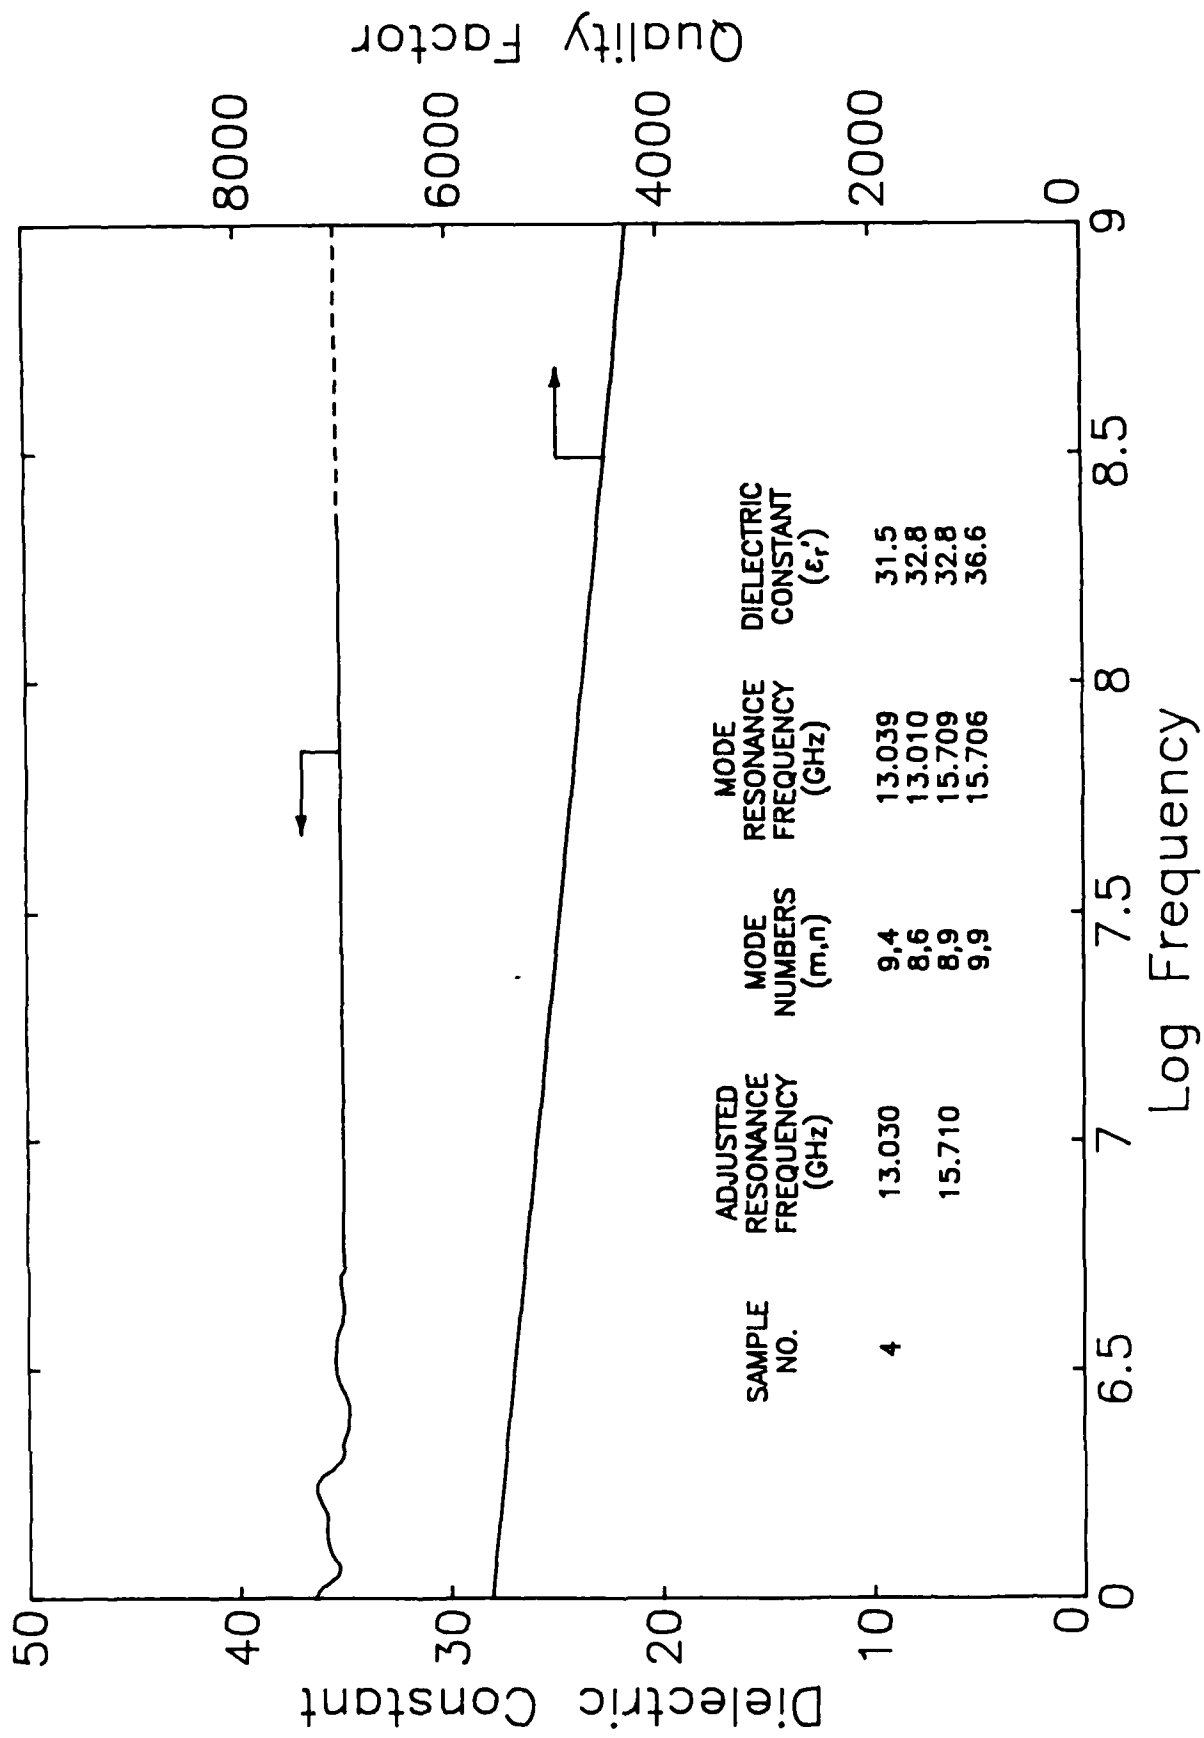 50
40
30
20
10
0
Dielectric Constant
8000
6000
4000
2000
0
Quality Factor
SAMPLE
NO.
ADJUSTED
RESONANCE
FREQUENCY
(GHz)
MODE
NUMBERS
(m,n)
MODE
RESONANCE
FREQUENCY
(GHz)
DIELECTRIC
CONSTANT
(εr')
4 13.030 9,4 13.039 31.5
8,6 13.010 32.8
15.710 8,9 15.709 32.8
9,9 15.706 36.6
0 6.5 7 7.5 8 8.5 9
Log Frequency